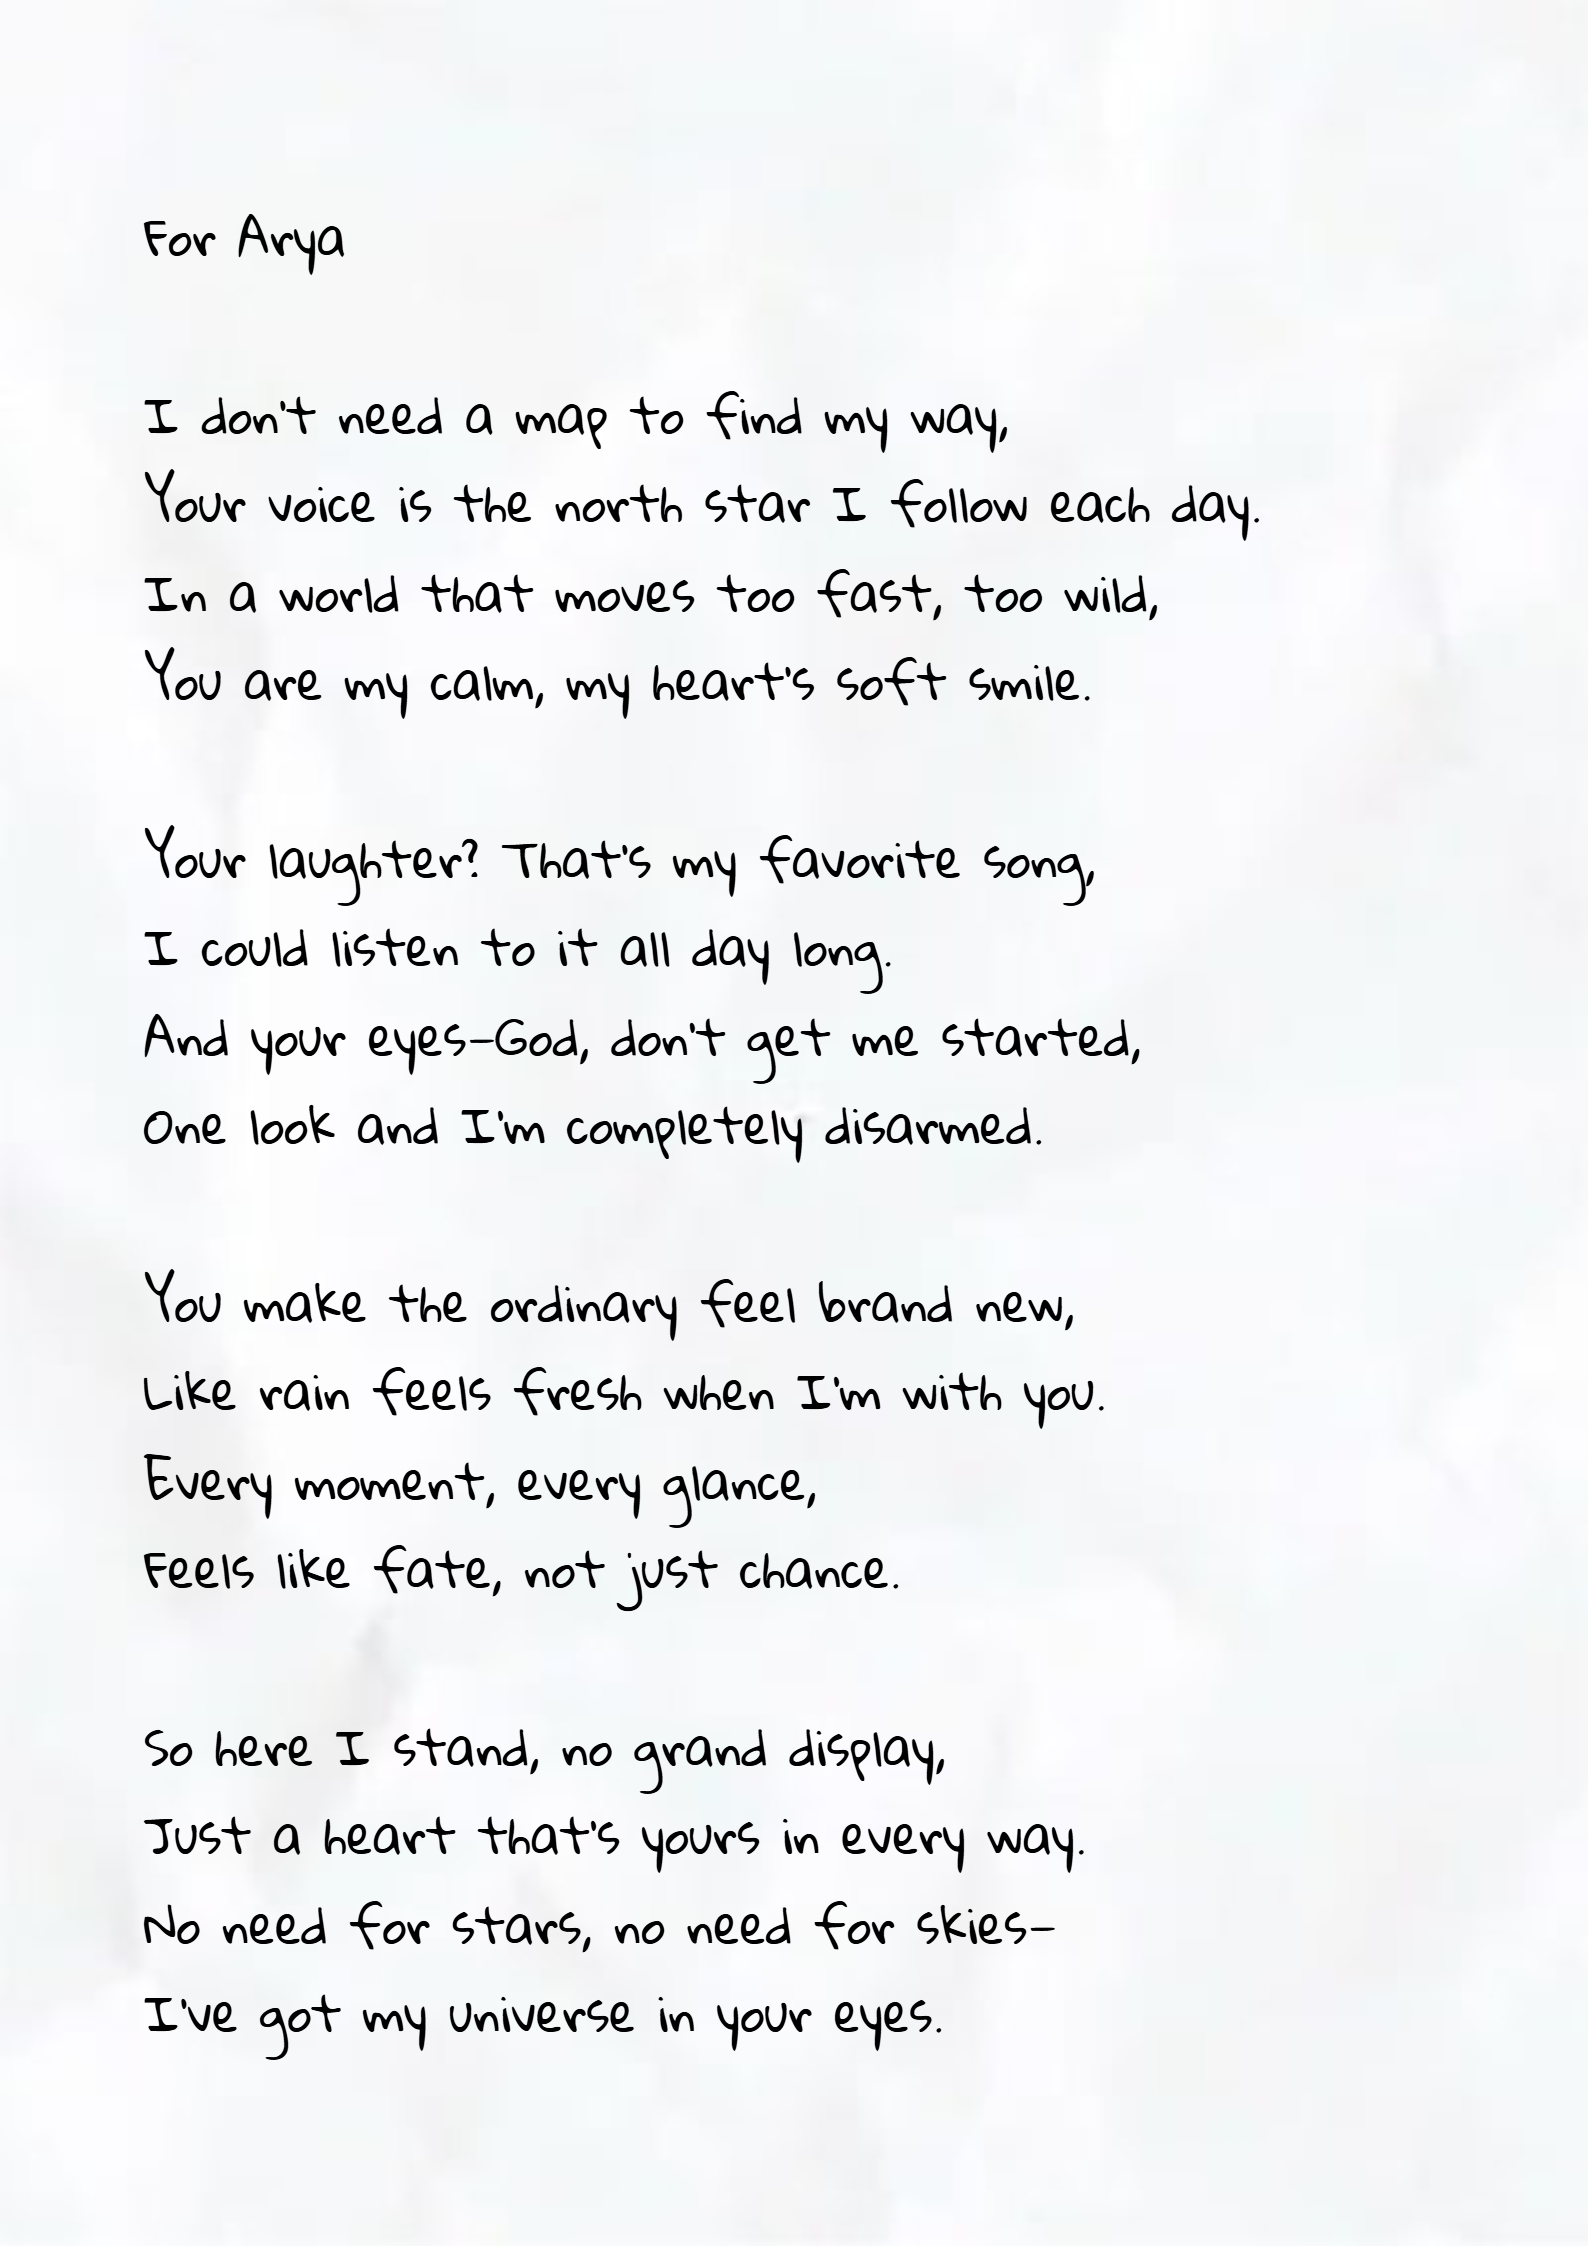 For Arya
I don't need a map to find my way,
Your voice is the north star I follow each day.
In a world that moves too fast, too wild,
You are my calm, my heart's soft smile.
Your laughter? That's my favorite song,
I could listen to it all day long.
And your eyes—God, don't get me started,
One look and I'm completely disarmed.
You make the ordinary feel brand new,
Like rain feels fresh when I'm with you.
Every moment, every glance,
Feels like fate, not just chance.
So here I stand, no grand display,
Just a heart that's yours in every way.
No need for stars, no need for skies—
I've got my universe in your eyes.